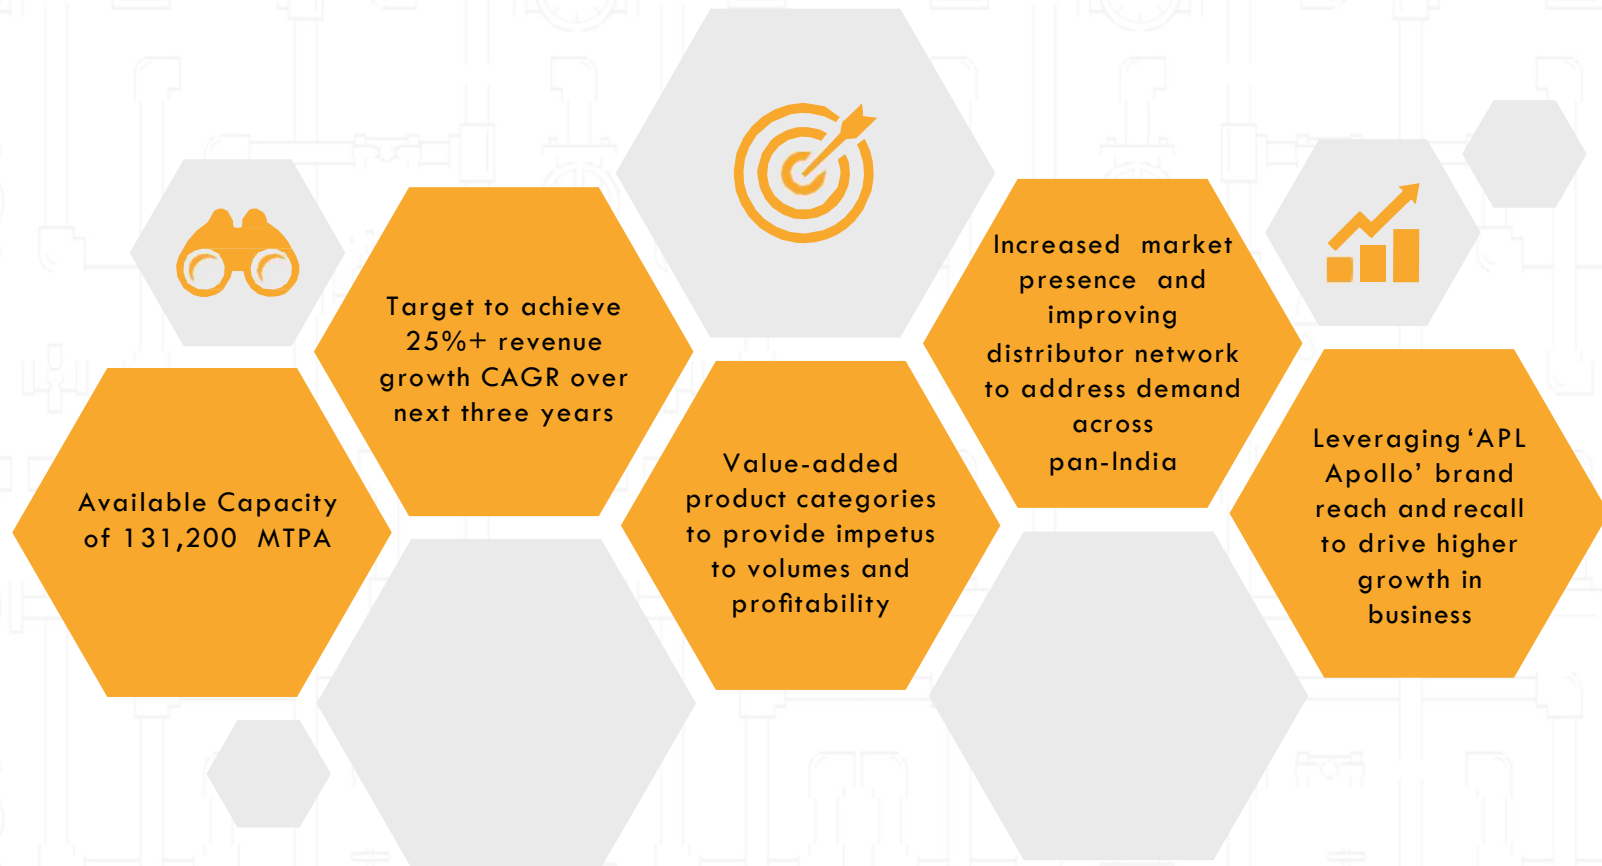 Available Capacity
of 131,200 MTPA
Target to achieve
25%+ revenue
growth CAGR over
next three years
Value-added
product categories
to provide impetus
to volumes and
profitability
Increased market
presence and
improving
distributor network
to address demand
across
pan-India
Leveraging ‘APL
Apollo’ brand
reach and recall
to drive higher
growth in
business